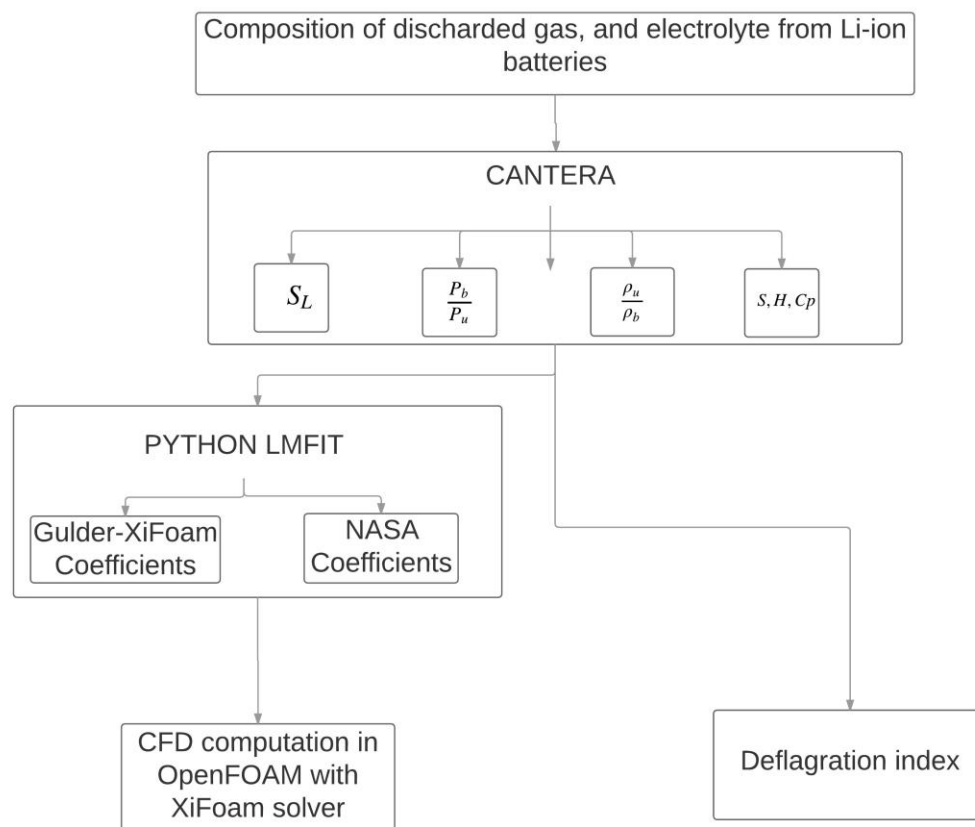 Composition of discharded gas, and electrolyte from Li-ion
batteries
CANTERA
S_L
P_b
P_u
ρ_u
ρ_b
S, H, Cp
PYTHON LMFIT
Gulder-XiFoam
Coefficients
NASA
Coefficients
CFD computation in
OpenFOAM with
XiFoam solver
Deflagration index